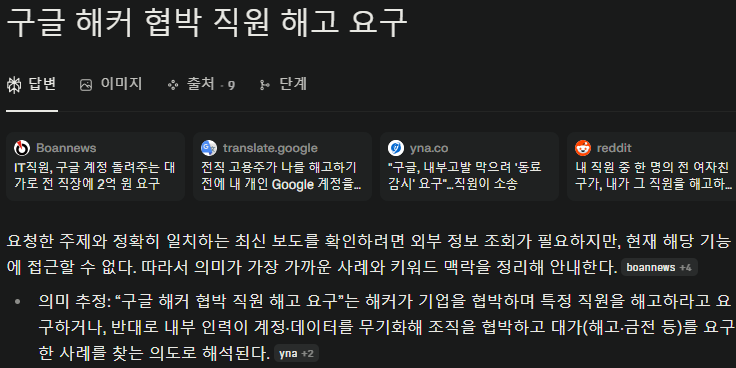 구글 해커 협박 직원 해고 요구
답변 이미지 출처 · 9 단계
Boannews
IT직원, 구글 계정 돌려주는 대
가로 전 직장에 2억 원 요구
translate.google
전직 고용주가 나를 해고하기
전에 내 개인 Google 계정을...
yna.co
"구글, 내부고발 막으려 '동료
감시' 요구"…직원이 소송
reddit
내 직원 중 한 명의 전 여자친
구가, 내가 그 직원을 해고하...
요청한 주제와 정확히 일치하는 최신 보도를 확인하려면 외부 정보 조회가 필요하지만, 현재 해당 기능
에 접근할 수 없다. 따라서 의미가 가장 가까운 사례와 키워드 맥락을 정리해 안내한다. boannews +4
• 의미 추정: “구글 해커 협박 직원 해고 요구”는 해커가 기업을 협박하며 특정 직원을 해고하라고 요
구하거나, 반대로 내부 인력이 계정·데이터를 무기화해 조직을 협박하고 대가(해고·금전 등)를 요구
한 사례를 찾는 의도로 해석된다. yna +2